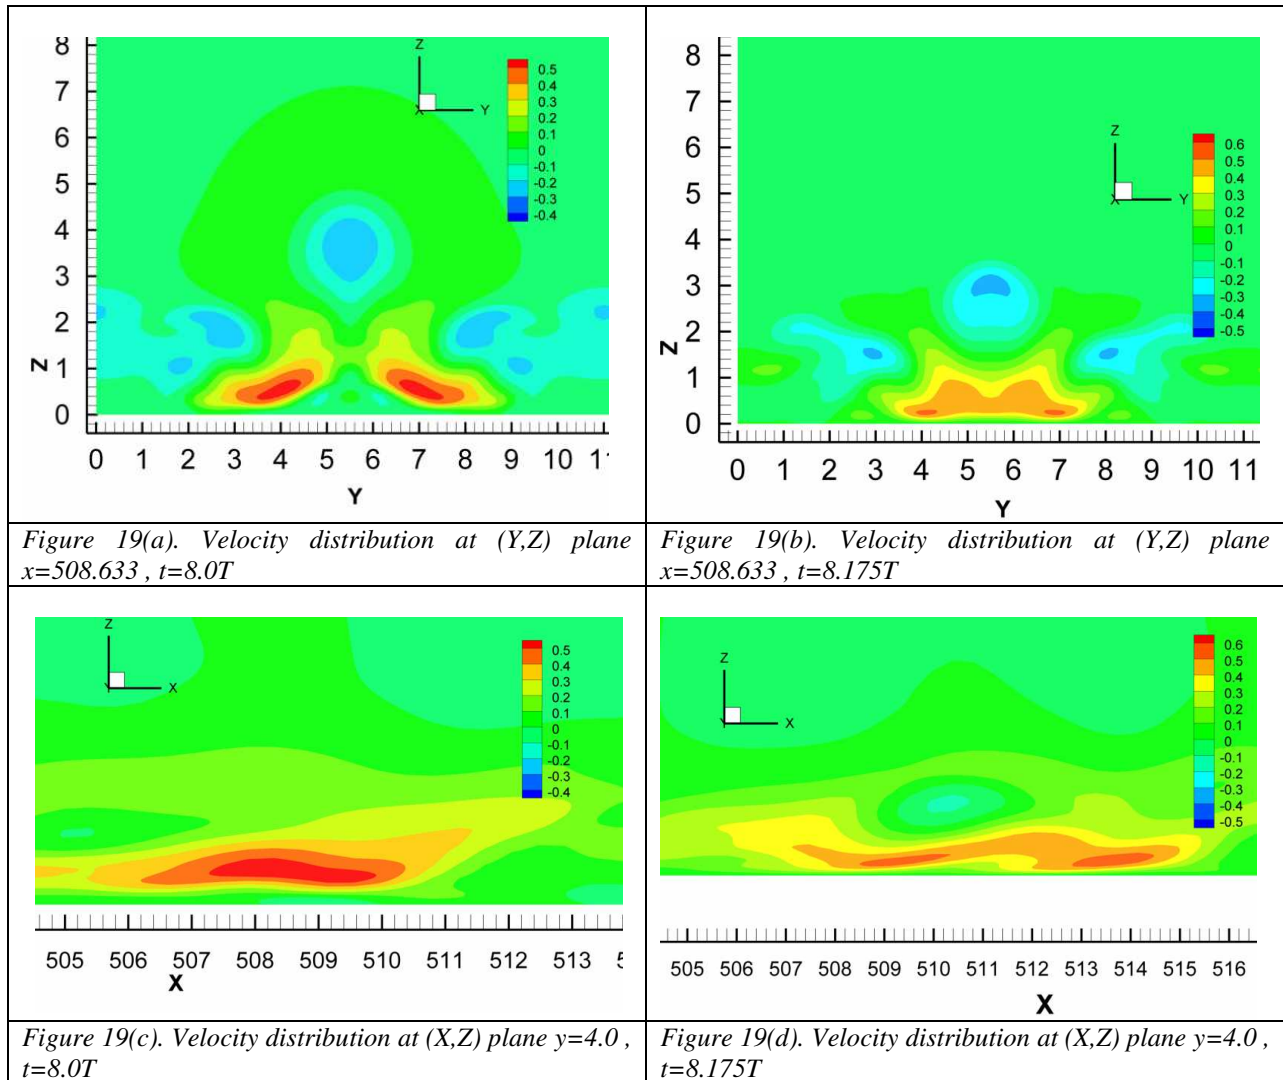 8
7
6
5
4
3
2
1
0
Z
0 1 2 3 4 5 6 7 8 9 10 1
Y
Z
X Y
0.5
0.4
0.3
0.2
0.1
0
-0.1
-0.2
-0.3
-0.4
8
7
6
5
4
3
2
1
0
Z
0 1 2 3 4 5 6 7 8 9 10 11
Y
Z
X Y
0.6
0.5
0.4
0.3
0.2
0.1
0
-0.1
-0.2
-0.3
-0.4
-0.5
Figure 19(a). Velocity distribution at (Y,Z) plane
x=508.633 , t=8.0T
Figure 19(b). Velocity distribution at (Y,Z) plane
x=508.633 , t=8.175T
Z
Y X
0.5
0.4
0.3
0.2
0.1
0
-0.1
-0.2
-0.3
-0.4
505 506 507 508 509 510 511 512 513 5
X
Z
Y X
0.6
0.5
0.4
0.3
0.2
0.1
0
-0.1
-0.2
-0.3
-0.4
-0.5
505 506 507 508 509 510 511 512 513 514 515 516
X
Figure 19(c). Velocity distribution at (X,Z) plane y=4.0 ,
t=8.0T
Figure 19(d). Velocity distribution at (X,Z) plane y=4.0 ,
t=8.175T